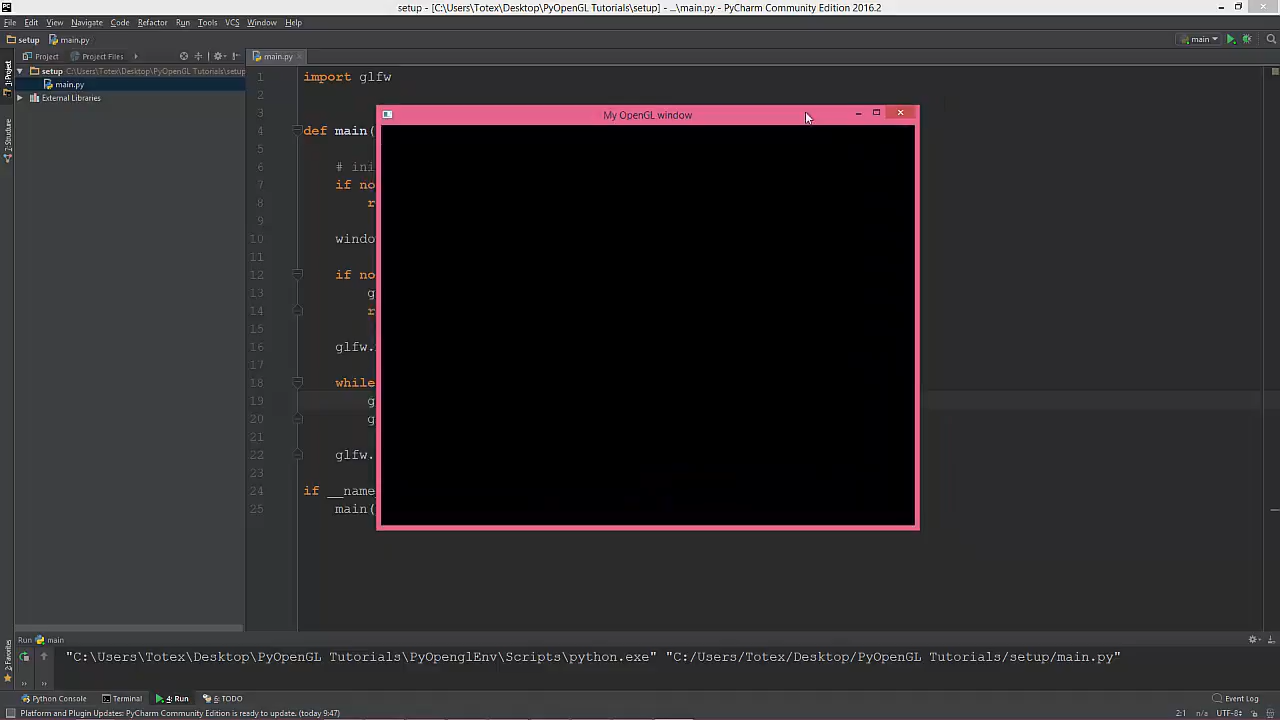 setup - [C:\Users\Totex\Desktop\PyOpenGL Tutorials\setup] - ..\main.py - PyCharm Community Edition 2016.2
File Edit View Navigate Code Refactor Run Tools VCS Window Help
setup main.py main
Project Project Files main.py
setup C:\Users\Totex\Desktop\PyOpenGL Tutorials\setup
main.py
External Libraries
1: Project
7: Structure
2: Favorites
1 import glfw
2
3
4 def main(
5
6 # ini
7 if no
8 r
9
10 windo
11
12 if no
13 g
14 r
15
16 glfw.
17
18 while
19 g
20 g
21
22 glfw.
23
24 if __name
25 main(
My OpenGL window
Run main
"C:\Users\Totex\Desktop\PyOpenGL Tutorials\PyOpenglEnv\Scripts\python.exe" "C:/Users/Totex/Desktop/PyOpenGL Tutorials/setup/main.py"
Python Console Terminal 4: Run 6: TODO Event Log
Platform and Plugin Updates: PyCharm Community Edition is ready to update. (today 9:47) 2:1 n/a UTF-8